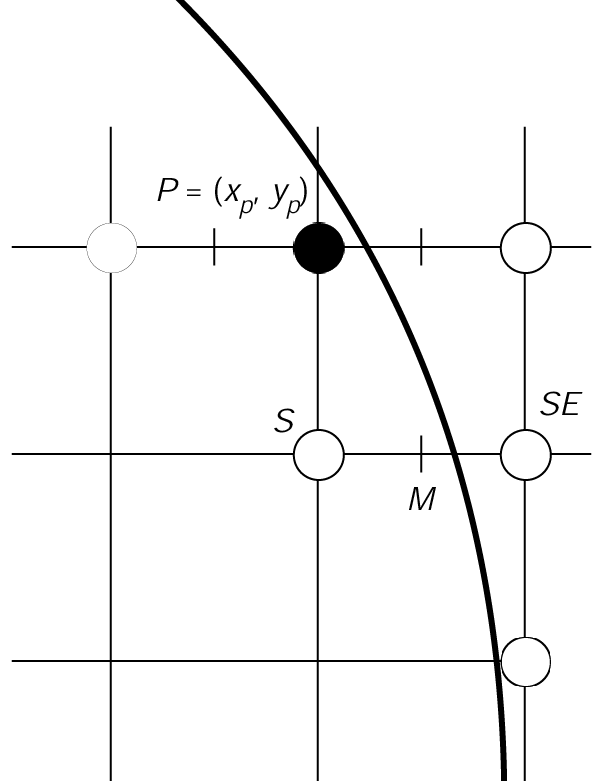 P = (xp, yp)
SE
S
M